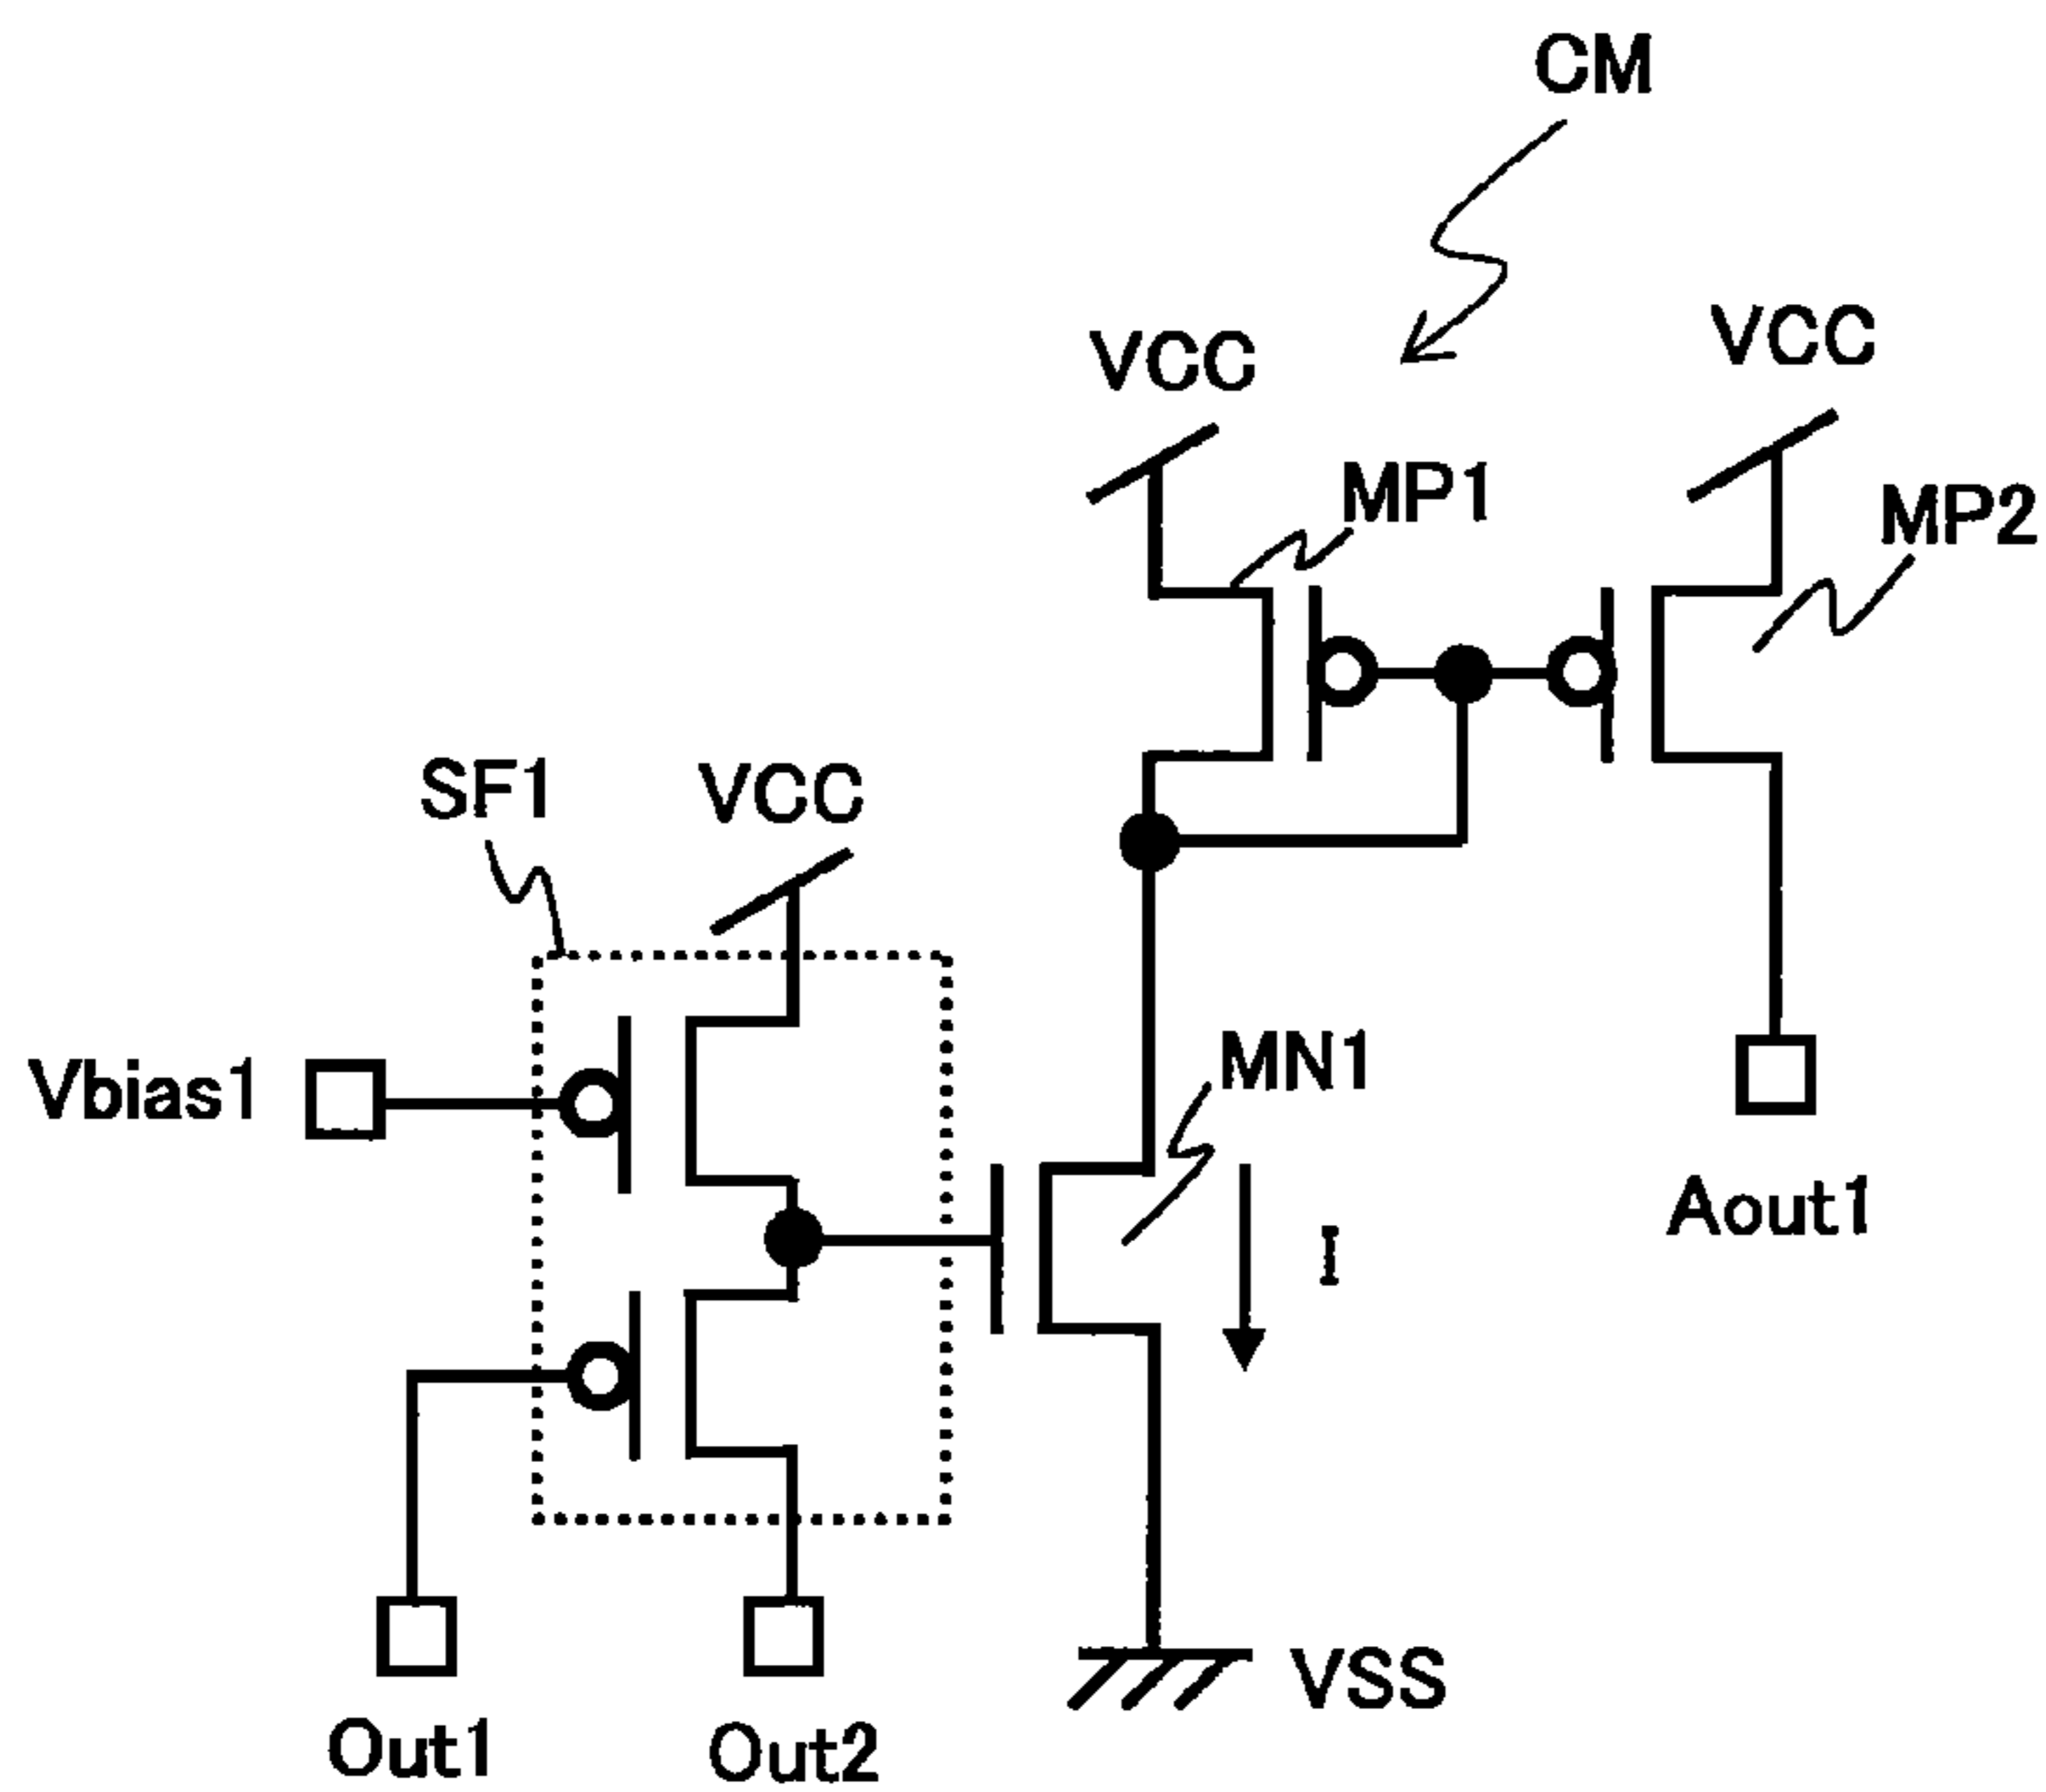 CM
VCC
VCC
MP1
MP2
SF1
VCC
Vbias1
MN1
I
Aout1
VSS
Out1
Out2